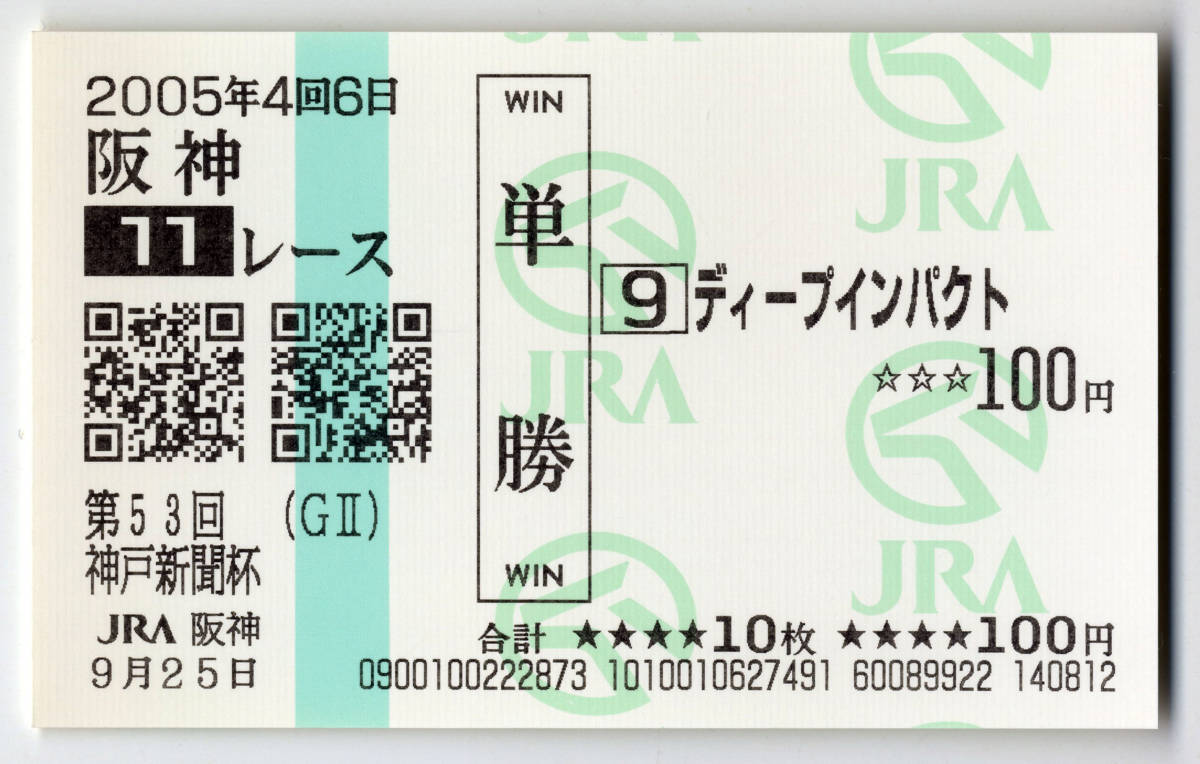 2005年4回6日
阪神
11レース
第53回 (GⅡ)
神戸新聞杯
JRA 阪神
9月25日
WIN
単勝
WIN
9 ディープインパクト
☆☆☆100円
合計 ★★★★10枚 ★★★★100円
0900100222873 1010010627491 60089922 140812
JRA
JRA
JRA
JRA